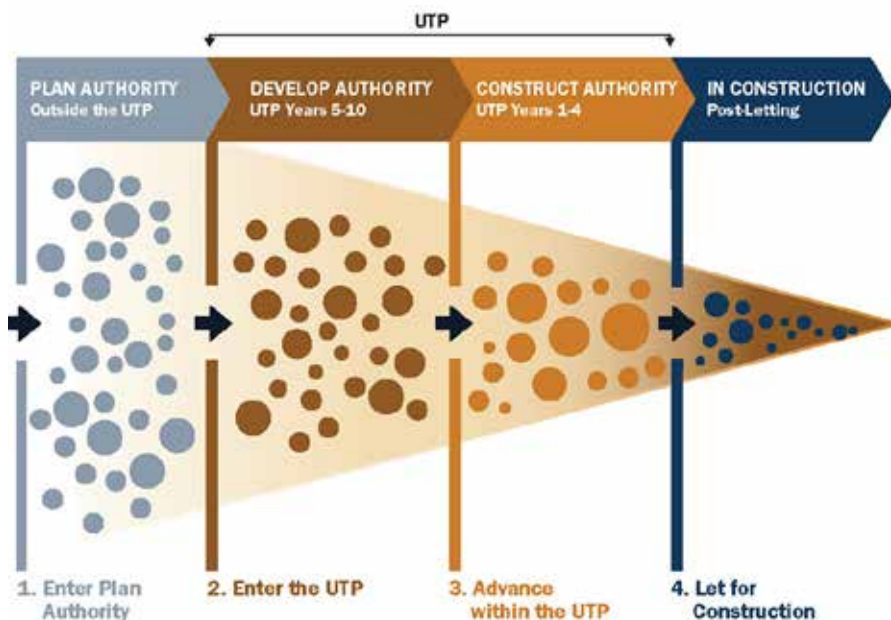 UTP
PLAN AUTHORITY
Outside the UTP
DEVELOP AUTHORITY
UTP Years 5-10
CONSTRUCT AUTHORITY
UTP Years 1-4
IN CONSTRUCTION
Post-Letting
1. Enter Plan
Authority
2. Enter the UTP
3. Advance
within the UTP
4. Let for
Construction